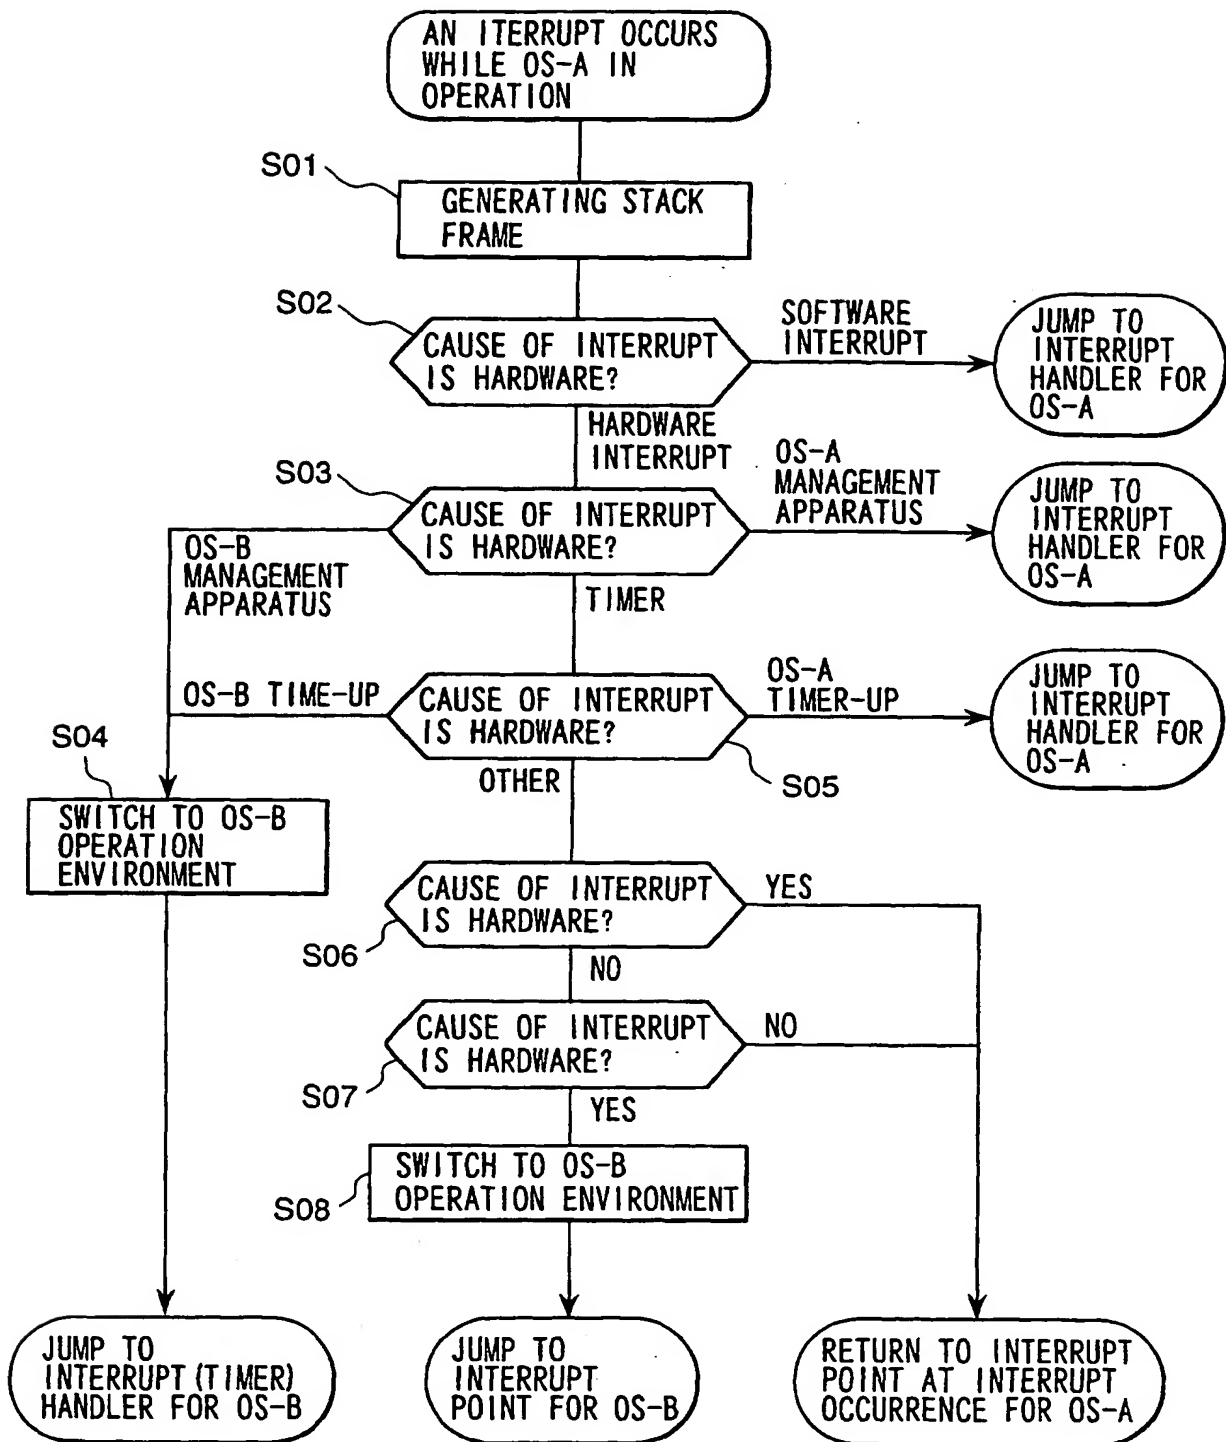 AN ITERRUPT OCCURS
WHILE OS-A IN
OPERATION
S01
GENERATING STACK
FRAME
S02
CAUSE OF INTERRUPT
IS HARDWARE?
SOFTWARE
INTERRUPT
JUMP TO
INTERRUPT
HANDLER FOR
OS-A
HARDWARE
INTERRUPT
S03
CAUSE OF INTERRUPT
IS HARDWARE?
OS-A
MANAGEMENT
APPARATUS
JUMP TO
INTERRUPT
HANDLER FOR
OS-A
OS-B
MANAGEMENT
APPARATUS
TIMER
OS-B TIME-UP
CAUSE OF INTERRUPT
IS HARDWARE?
OS-A
TIMER-UP
JUMP TO
INTERRUPT
HANDLER FOR
OS-A
S04
OTHER
S05
SWITCH TO OS-B
OPERATION
ENVIRONMENT
CAUSE OF INTERRUPT
IS HARDWARE?
YES
S06
NO
CAUSE OF INTERRUPT
IS HARDWARE?
NO
S07
YES
SWITCH TO OS-B
OPERATION ENVIRONMENT
S08
JUMP TO
INTERRUPT (TIMER)
HANDLER FOR OS-B
JUMP TO
INTERRUPT
POINT FOR OS-B
RETURN TO INTERRUPT
POINT AT INTERRUPT
OCCURRENCE FOR OS-A